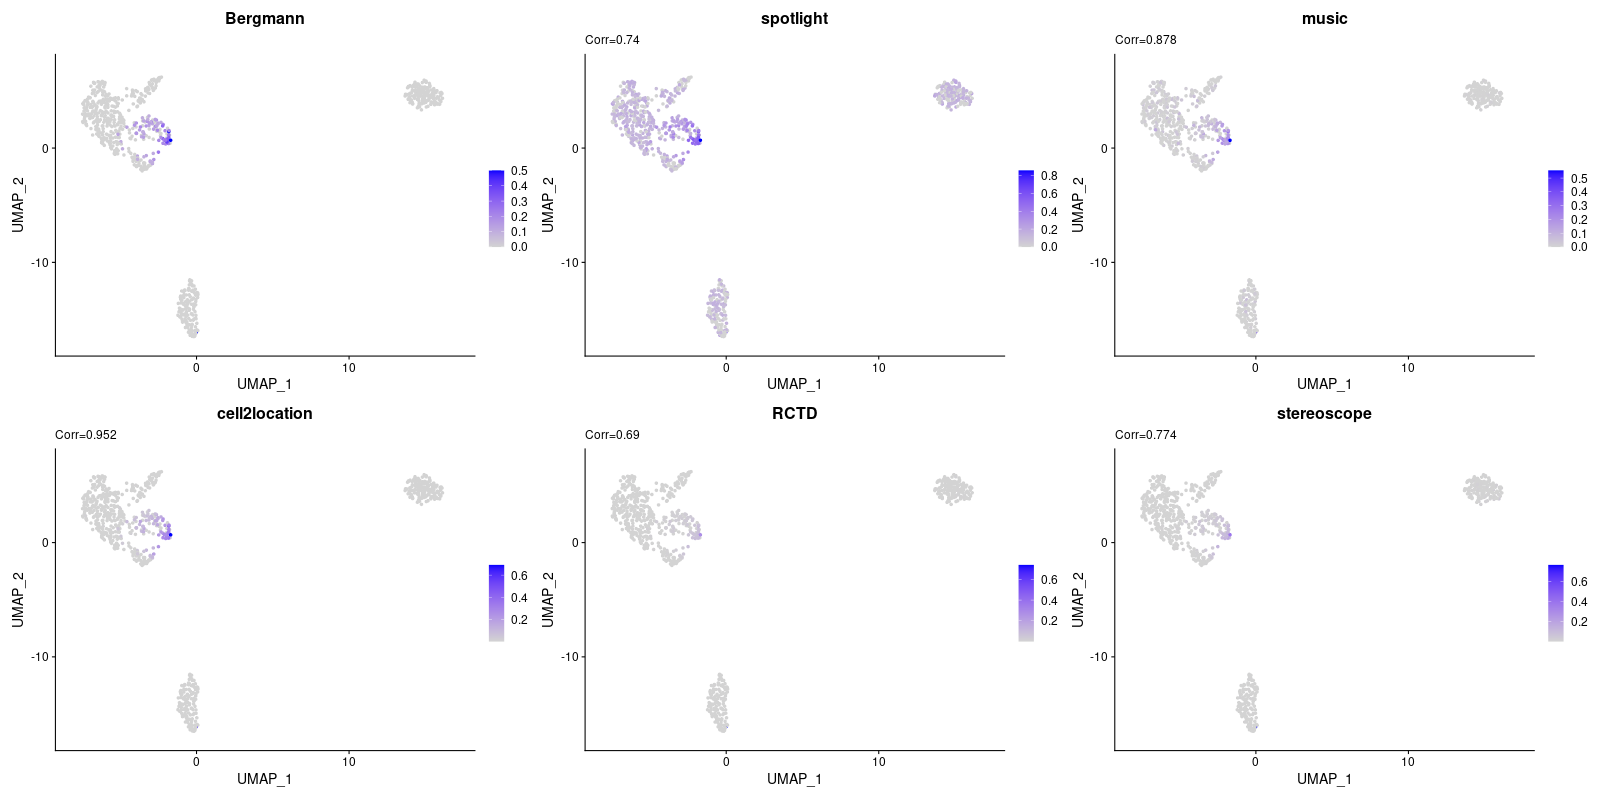 Bergmann
0
-10
UMAP_2
0
10
UMAP_1
0.5
0.4
0.3
0.2
0.1
0.0
spotlight
Corr=0.74
0
-10
UMAP_2
0
10
UMAP_1
0.8
0.6
0.4
0.2
0.0
music
Corr=0.878
0
-10
UMAP_2
0
10
UMAP_1
0.5
0.4
0.3
0.2
0.1
0.0
cell2location
Corr=0.952
0
-10
UMAP_2
0
10
UMAP_1
0.6
0.4
0.2
RCTD
Corr=0.69
0
-10
UMAP_2
0
10
UMAP_1
0.6
0.4
0.2
stereoscope
Corr=0.774
0
-10
UMAP_2
0
10
UMAP_1
0.6
0.4
0.2